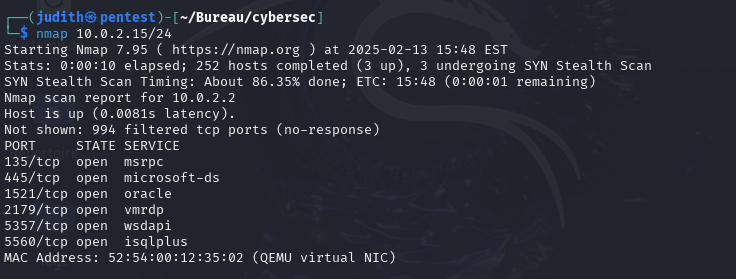 ┌──(judith㉿pentest)-[~/Bureau/cybersec]
└─$ nmap 10.0.2.15/24
Starting Nmap 7.95 ( https://nmap.org ) at 2025-02-13 15:48 EST
Stats: 0:00:10 elapsed; 252 hosts completed (3 up), 3 undergoing SYN Stealth Scan
SYN Stealth Scan Timing: About 86.35% done; ETC: 15:48 (0:00:01 remaining)
Nmap scan report for 10.0.2.2
Host is up (0.0081s latency).
Not shown: 994 filtered tcp ports (no-response)
PORT     STATE SERVICE
135/tcp  open  msrpc
445/tcp  open  microsoft-ds
1521/tcp open  oracle
2179/tcp open  vmrdp
5357/tcp open  wsdapi
5560/tcp open  isqlplus
MAC Address: 52:54:00:12:35:02 (QEMU virtual NIC)